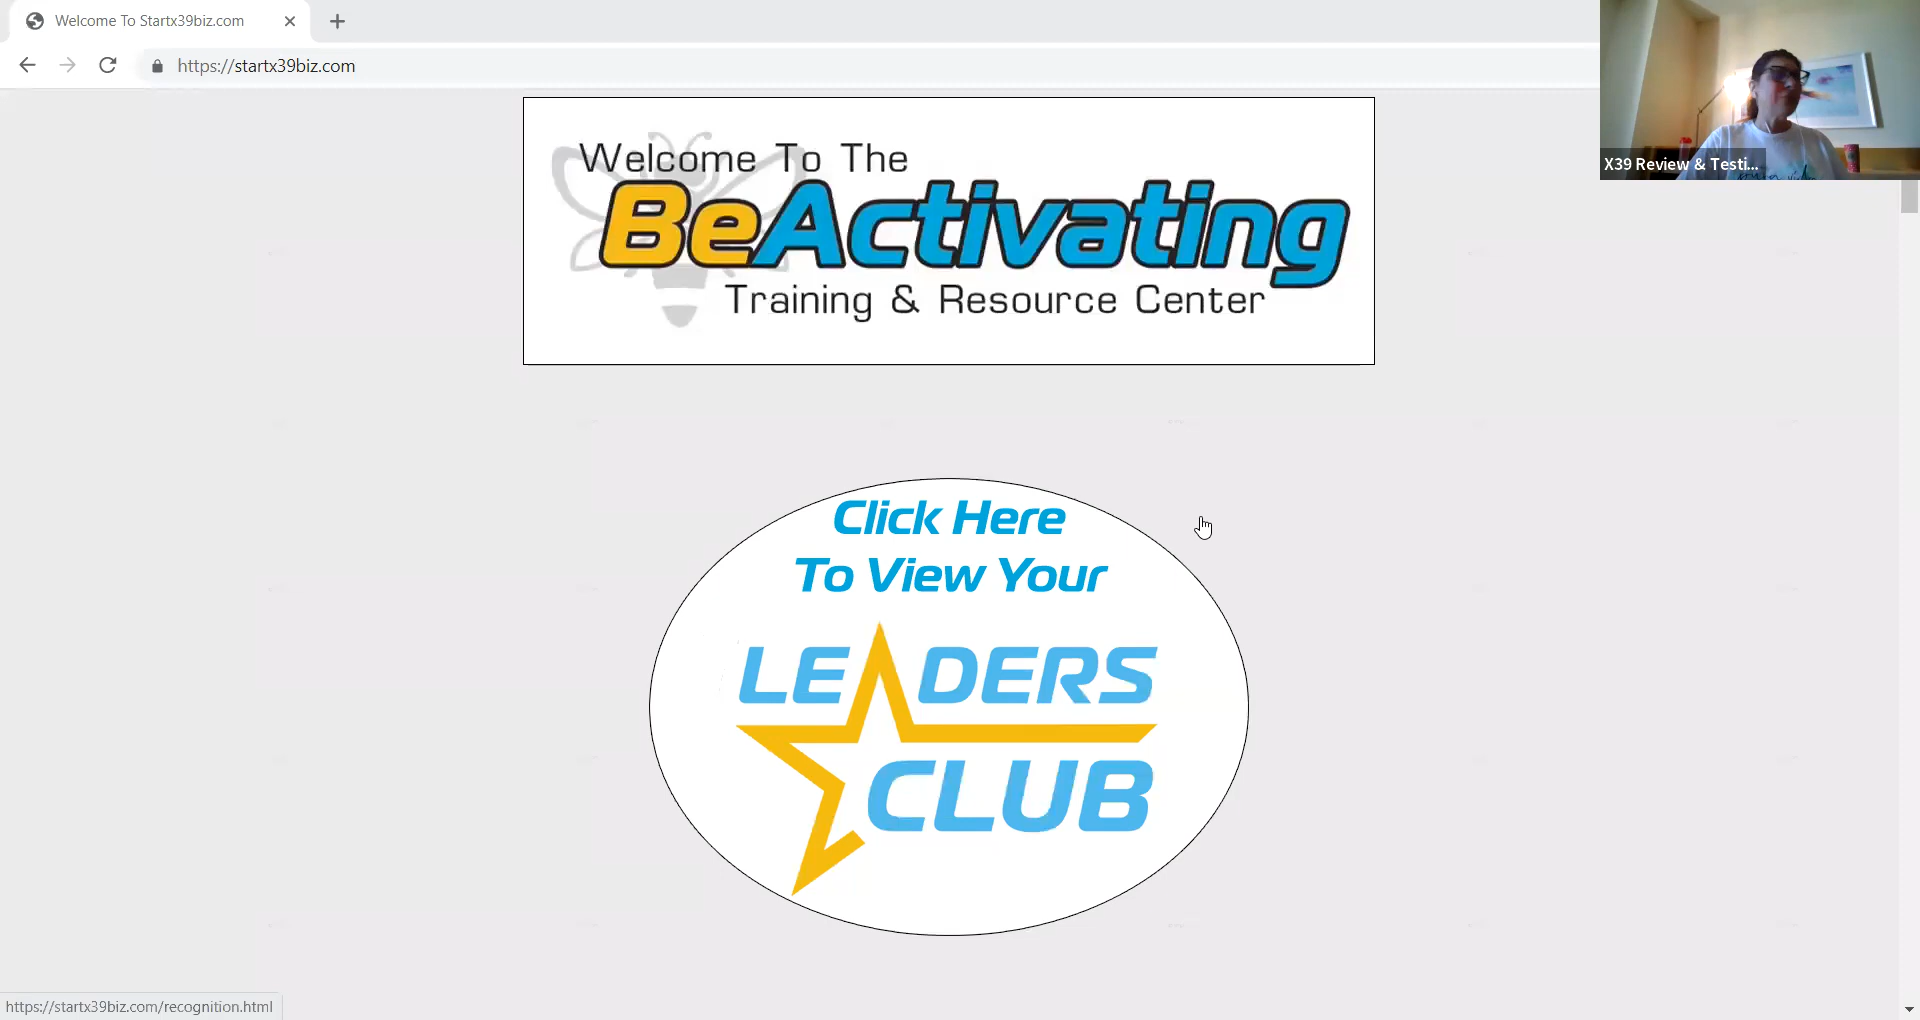 Welcome To Startx39biz.com
https://startx39biz.com
X39 Review & Testi...
Welcome To The
BeActivating
Training & Resource Center
Click Here
To View Your
LEADERS
CLUB
https://startx39biz.com/recognition.html